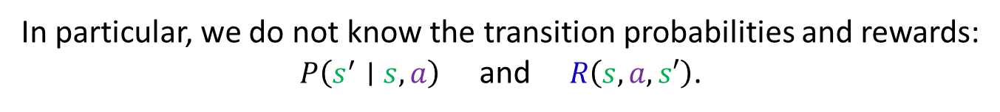 In particular, we do not know the transition probabilities and rewards:
P(s′ | s, a) and R(s, a, s′).